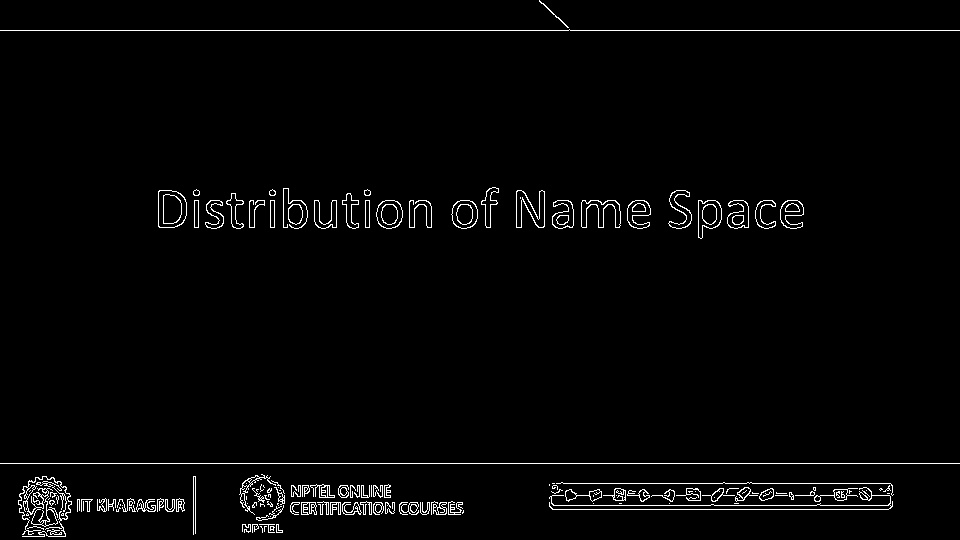 Distribution of Name Space
IIT KHARAGPUR
NPTEL ONLINE
CERTIFICATION COURSES
NPTEL